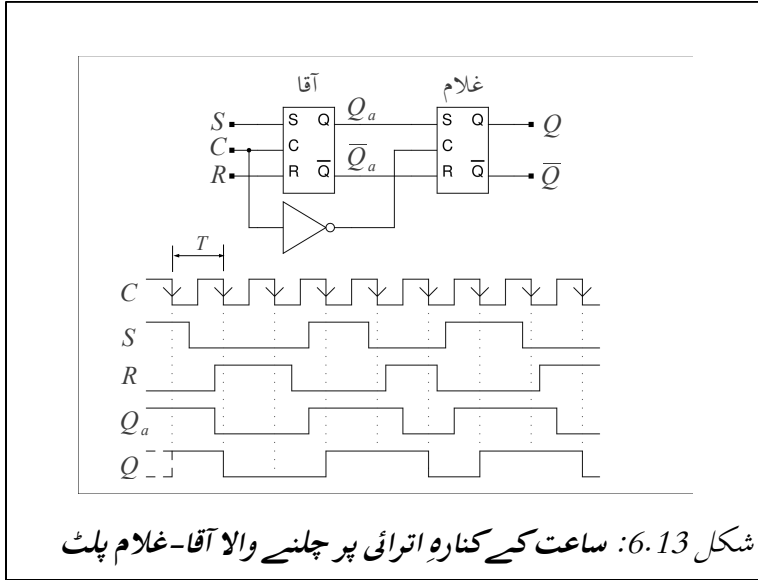 آقا غلام
S Qₐ Q
C Q̅ₐ
R Q̅
S Q S Q
C C
R Q̅ R Q̅
T
C
S
R
Qₐ
Q
شکل 6.13: ساعت کے کنارہِ اترائی پر چلنے والا آقا-غلام پلٹ